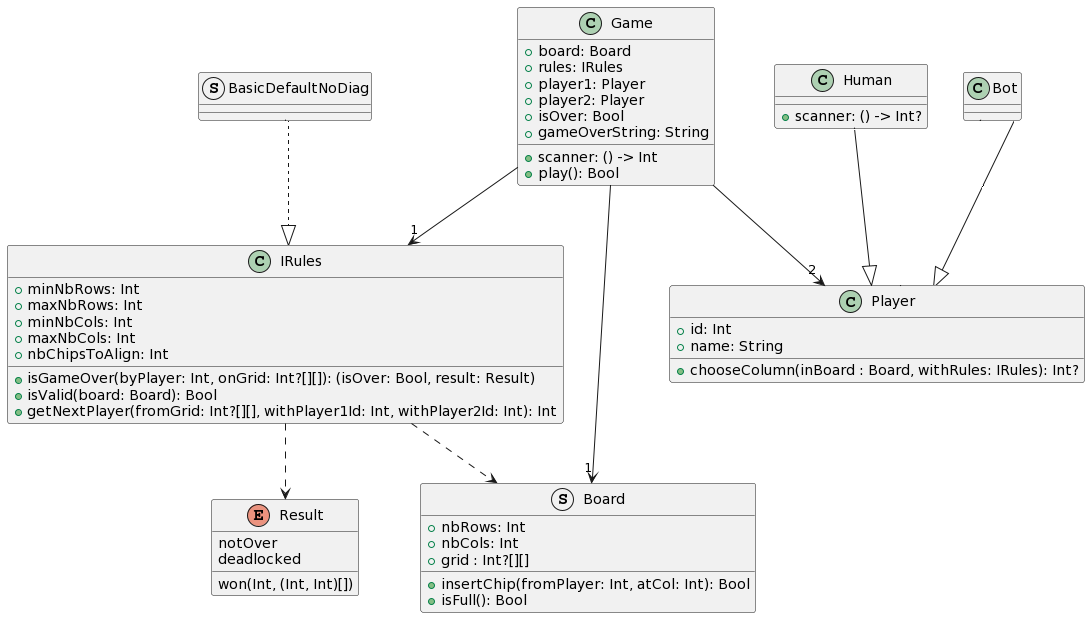 C Game
board: Board
rules: IRules
player1: Player
player2: Player
isOver: Bool
gameOverString: String
scanner: () -> Int
play(): Bool
S BasicDefaultNoDiag
C Human
scanner: () -> Int?
C Bot
1
2
1
C IRules
minNbRows: Int
maxNbRows: Int
minNbCols: Int
maxNbCols: Int
nbChipsToAlign: Int
isGameOver(byPlayer: Int, onGrid: Int?[][]): (isOver: Bool, result: Result)
isValid(board: Board): Bool
getNextPlayer(fromGrid: Int?[][], withPlayer1Id: Int, withPlayer2Id: Int): Int
C Player
id: Int
name: String
chooseColumn(inBoard : Board, withRules: IRules): Int?
E Result
notOver
deadlocked
won(Int, (Int, Int)[])
S Board
nbRows: Int
nbCols: Int
grid : Int?[][]
insertChip(fromPlayer: Int, atCol: Int): Bool
isFull(): Bool